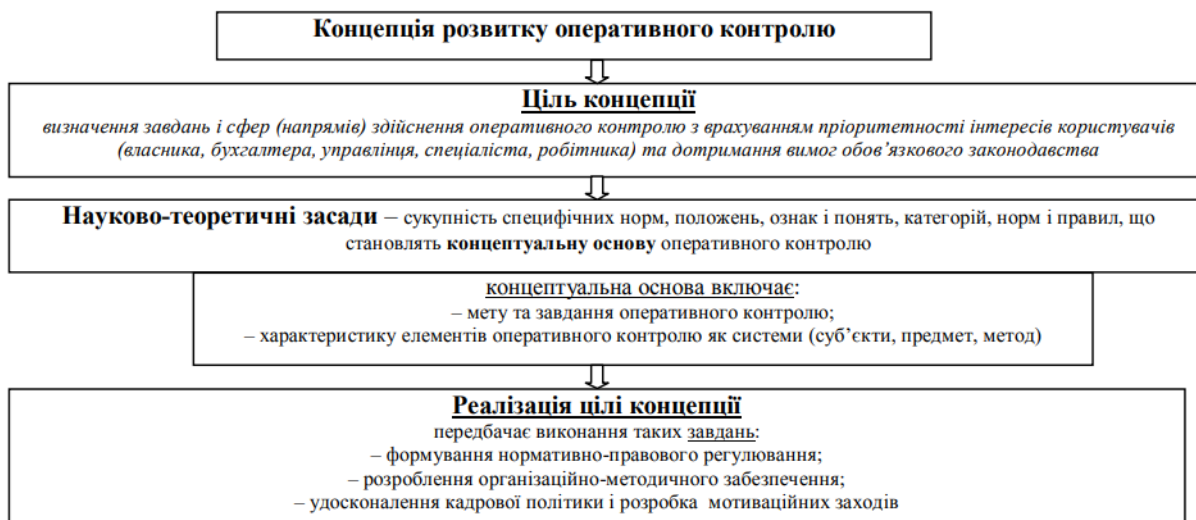 Концепція розвитку оперативного контролю
Ціль концепції
визначення завдань і сфер (напрямів) здійснення оперативного контролю з врахуванням пріоритетності інтересів користувачів
(власника, бухгалтера, управлінця, спеціаліста, робітника) та дотримання вимог обов’язкового законодавства
Науково-теоретичні засади – сукупність специфічних норм, положень, ознак і понять, категорій, норм і правил, що
становлять концептуальну основу оперативного контролю
концептуальна основа включає:
– мету та завдання оперативного контролю;
– характеристику елементів оперативного контролю як системи (суб’єкти, предмет, метод)
Реалізація цілі концепції
передбачає виконання таких завдань:
– формування нормативно-правового регулювання;
– розроблення організаційно-методичного забезпечення;
– удосконалення кадрової політики і розробка мотиваційних заходів